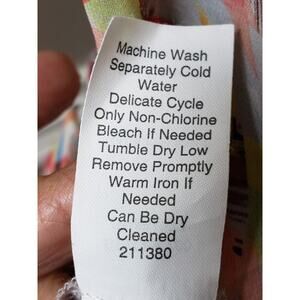 Machine Wash
Separately Cold
Water
Delicate Cycle
Only Non-Chlorine
Bleach If Needed
Tumble Dry Low
Remove Promptly
Warm Iron If
Needed
Can Be Dry
Cleaned
211380